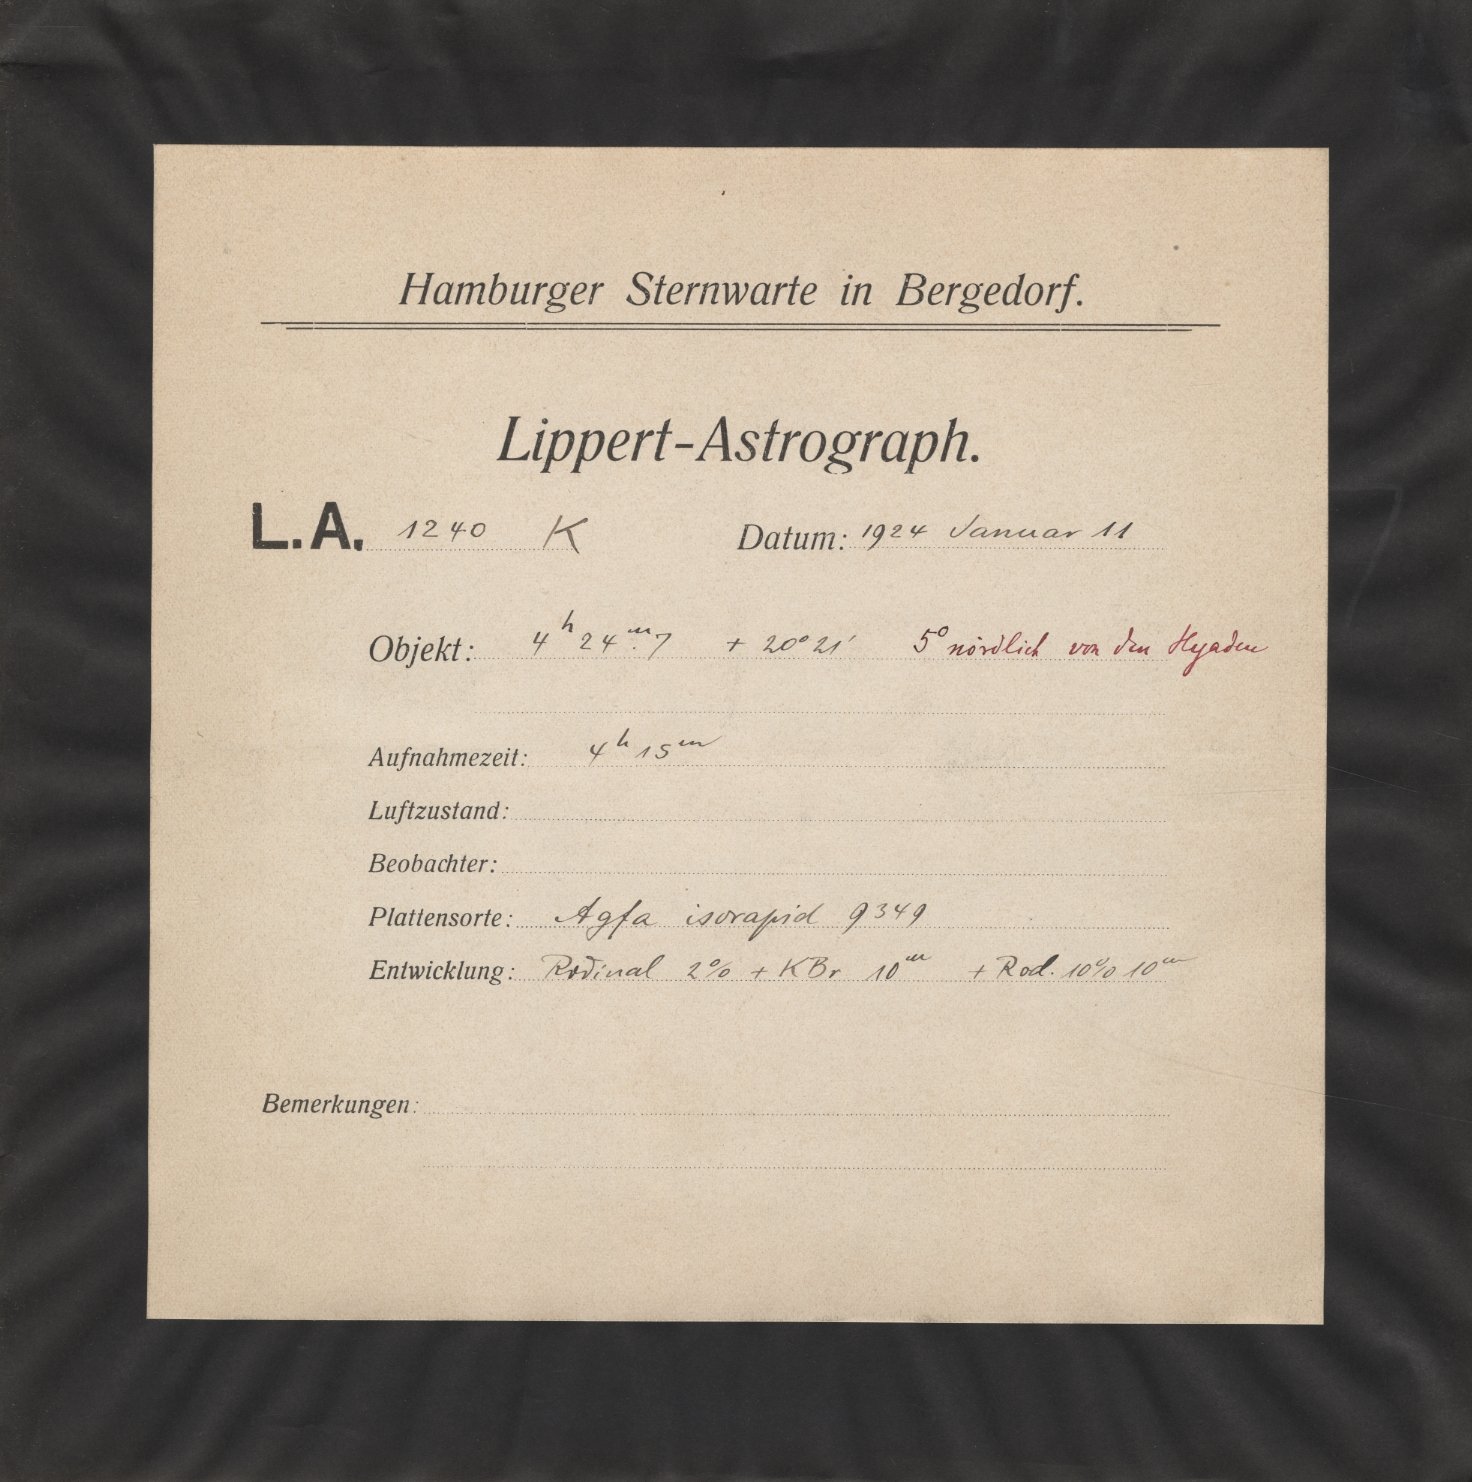 Hamburger Sternwarte in Bergedorf.
Lippert-Astrograph.
L.A. 1240 K Datum: 1924 Januar 11
Objekt: 4ʰ24ᵐ.7 + 20°21′ 5° nördlich von den Hyaden
Aufnahmezeit: 4ʰ 15ᵐ
Luftzustand:
Beobachter:
Plattensorte: Agfa isorapid 9349
Entwicklung: Rodinal 2% + KBr 10ᵐ + Rod. 10% 10ᵐ
Bemerkungen: